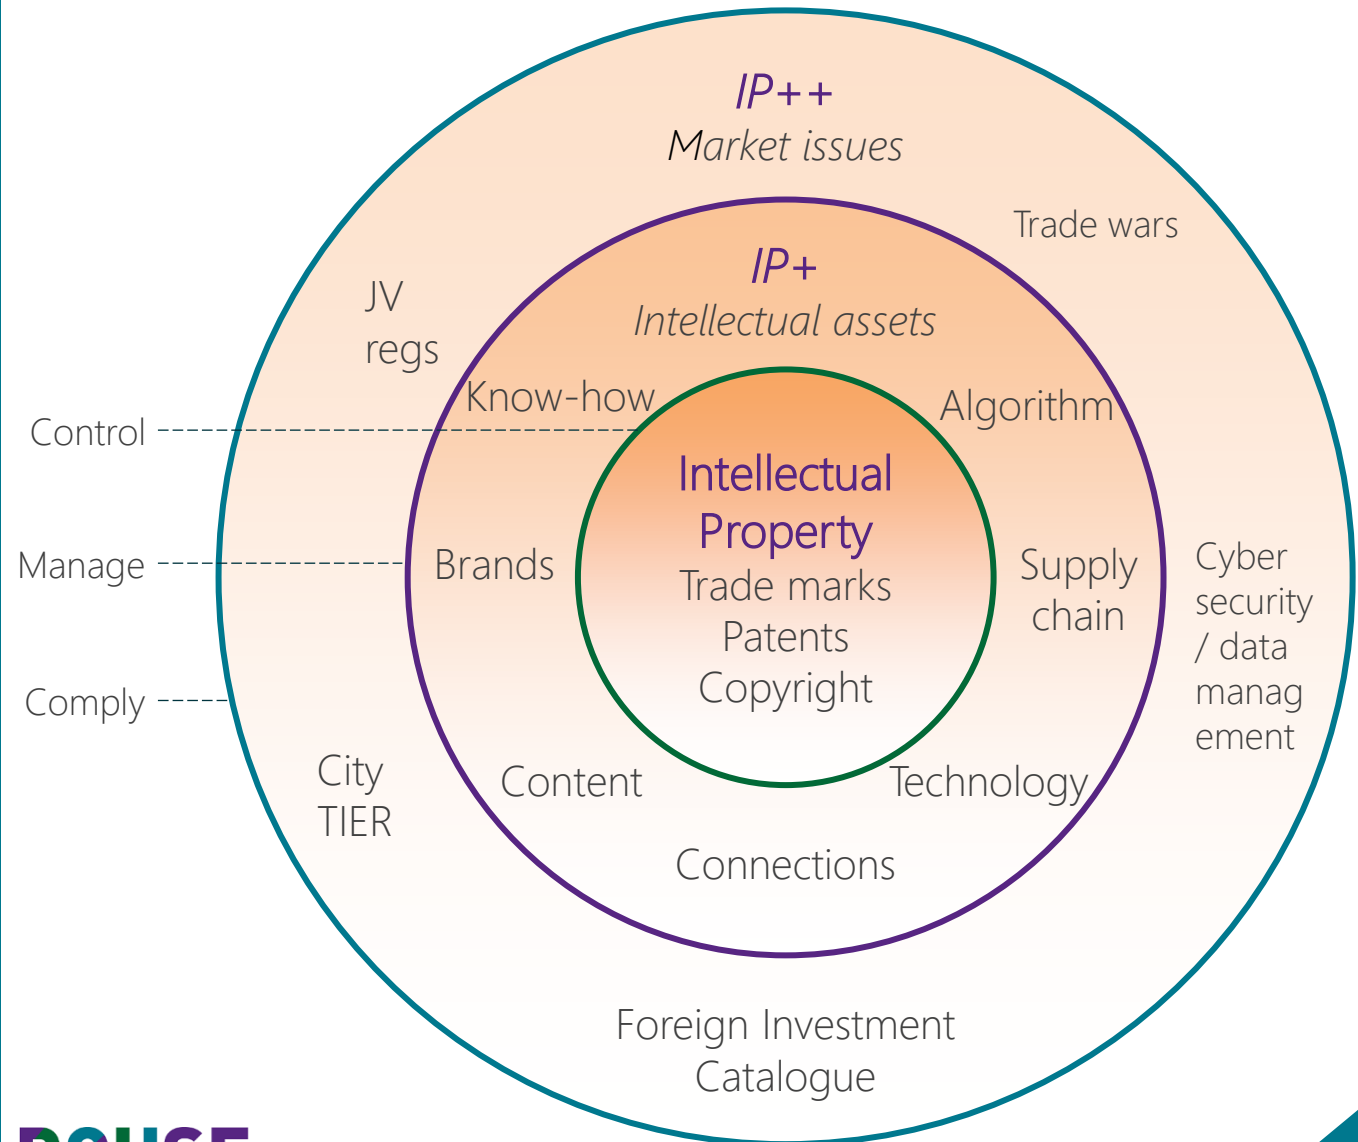 IP++
Market issues
Trade wars
IP+
Intellectual assets
JV
regs
Know-how
Algorithm
Control
Intellectual
Property
Trade marks
Patents
Copyright
Manage
Brands
Supply
chain
Cyber
security
/ data
manag
ement
Comply
City
TIER
Content
Technology
Connections
Foreign Investment
Catalogue
ROUSE